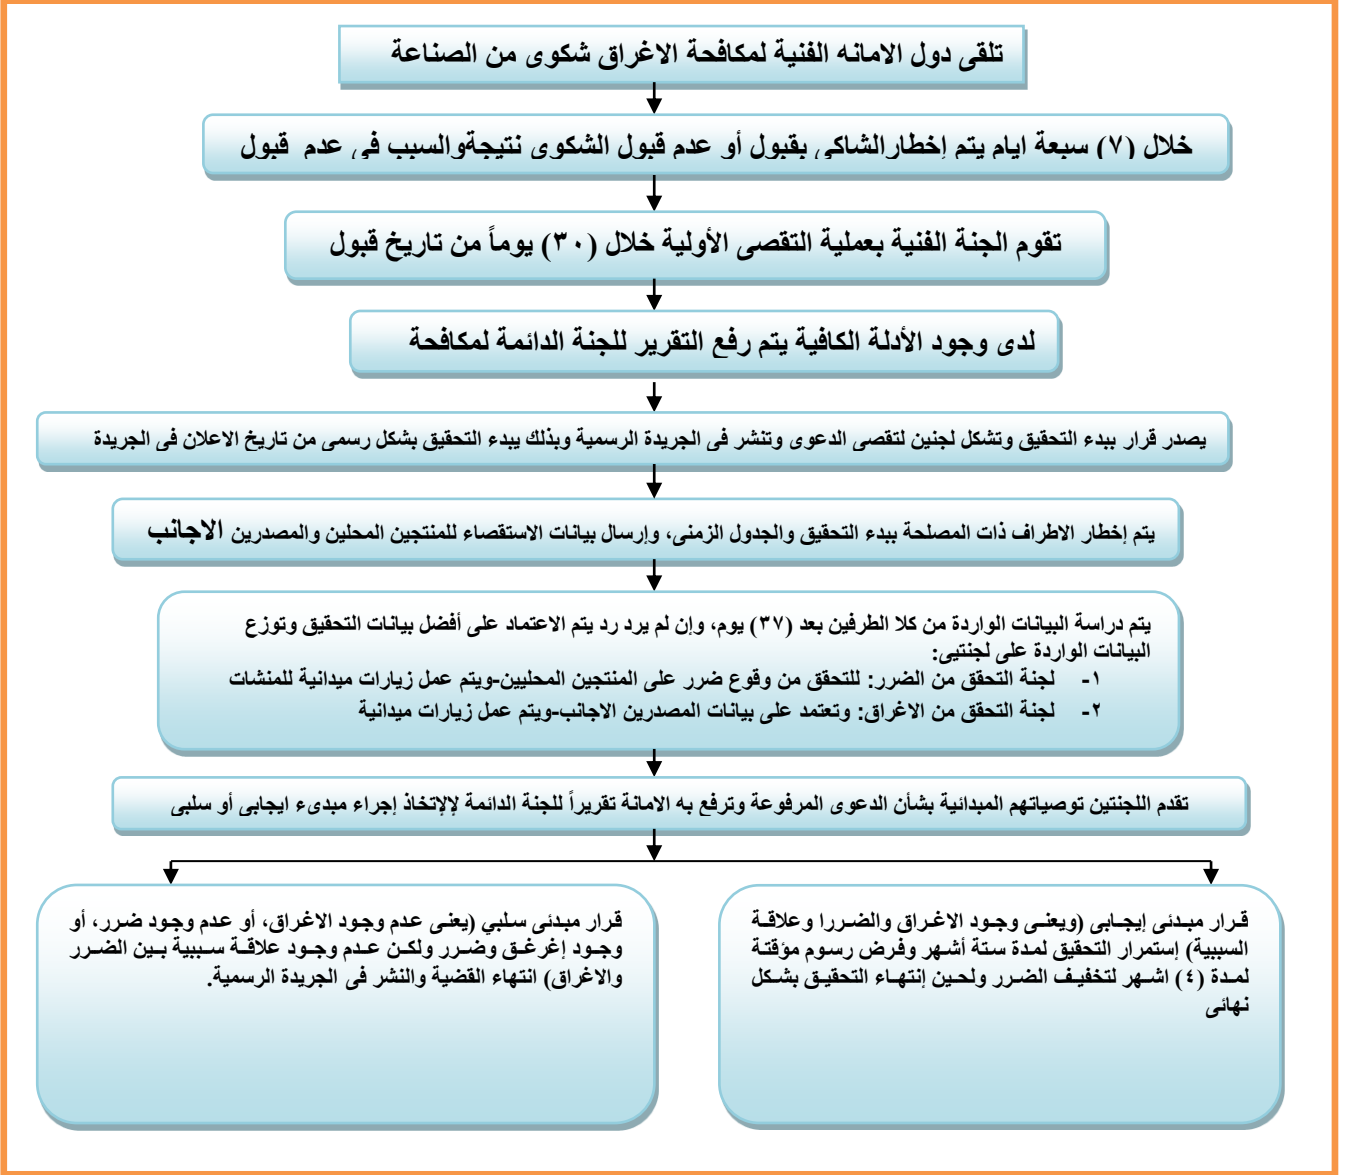 تلقى دول الامانه الفنية لمكافحة الاغراق شكوى من الصناعة
خلال (٧) سبعة ايام يتم إخطارالشاكي بقبول أو عدم قبول الشكوى نتيجةوالسبب في عدم قبول
تقوم الجنة الفنية بعملية التقصى الأولية خلال (٣٠) يوماً من تاريخ قبول
لدى وجود الأدلة الكافية يتم رفع التقرير للجنة الدائمة لمكافحة
يصدر قرار ببدء التحقيق وتشكل لجنين لتقصى الدعوى وتنشر فى الجريدة الرسمية وبذلك يبدء التحقيق بشكل رسمى من تاريخ الاعلان فى الجريدة
يتم إخطار الاطراف ذات المصلحة ببدء التحقيق والجدول الزمنى، وإرسال بيانات الاستقصاء للمنتجين المحلين والمصدرين الاجانب
يتم دراسة البيانات الواردة من كلا الطرفين بعد (٣٧) يوم، وإن لم يرد رد يتم الاعتماد على أفضل بيانات التحقيق وتوزع
البيانات الواردة على لجنتيى:
١- لجنة التحقق من الضرر: للتحقق من وقوع ضرر على المنتجين المحليين-ويتم عمل زيارات ميدانية للمنشات
٢- لجنة التحقق من الاغراق: وتعتمد على بيانات المصدرين الاجانب-ويتم عمل زيارات ميدانية
تقدم اللجنتين توصياتهم المبدائية بشأن الدعوى المرفوعة وترفع به الامانة تقريراً للجنة الدائمة لإلإتخاذ إجراء مبدىء ايجابى أو سلبى
قرار مبدئى إيجابى (ويعنى وجود الاغراق والضررا وعلاقة
السببية) إستمرار التحقيق لمدة ستة أشهر وفرض رسوم مؤقتة
لمدة (٤) اشهر لتخفيف الضرر ولحين إنتهاء التحقيق بشكل
نهائى
قرار مبدئى سلبي (يعنى عدم وجود الاغراق، أو عدم وجود ضرر، أو
وجود إغرغق وضرر ولكن عدم وجود علاقة سببية بين الضرر
والاغراق) انتهاء القضية والنشر فى الجريدة الرسمية.